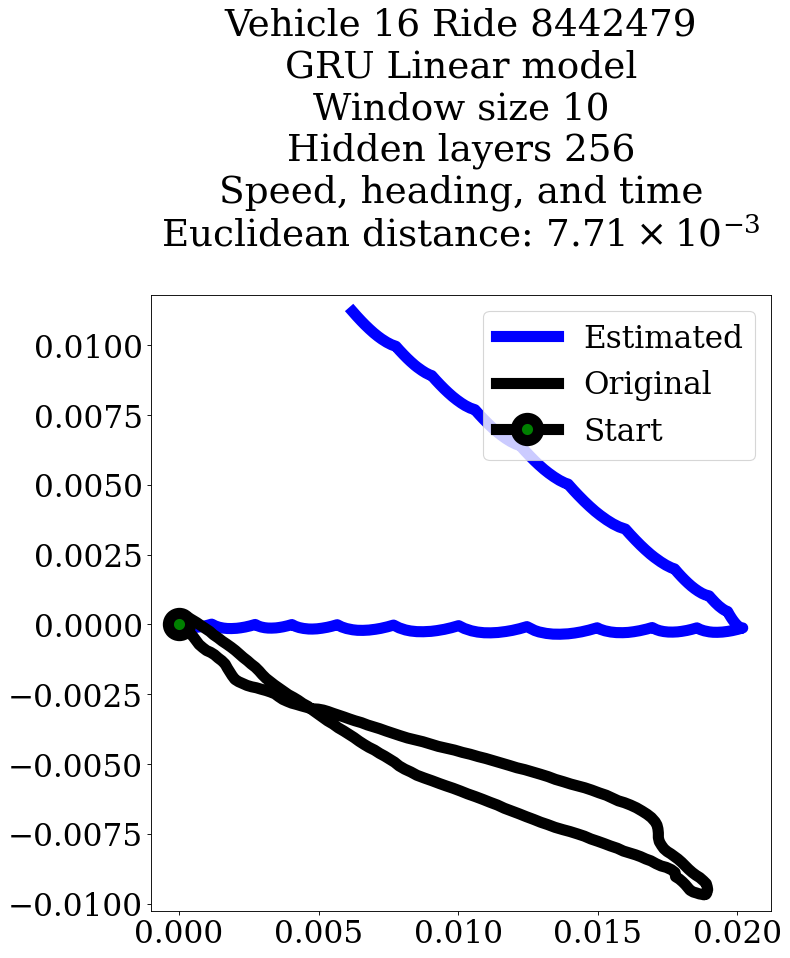 Vehicle 16 Ride 8442479
GRU Linear model
Window size 10
Hidden layers 256
Speed, heading, and time
Euclidean distance: 7.71 × 10⁻³
Estimated
Original
Start
0.0100
0.0075
0.0050
0.0025
0.0000
−0.0025
−0.0050
−0.0075
−0.0100
0.000 0.005 0.010 0.015 0.020